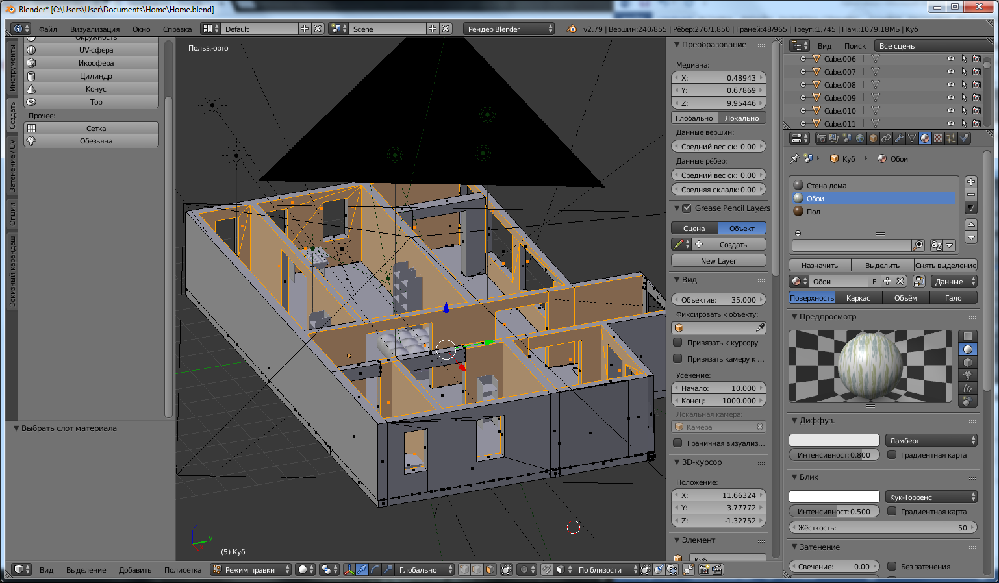 Blender* [C:\Users\User\Documents\Home\Home.blend]
Файл Визуализация Окно Справка Default Scene Рендер Blender v2.79 | Вершин:240/855 | Рёбер:276/1,850 | Граней:48/965 | Треуг.:1,745 | Пам.:1079.18МБ | Куб
Инструменты
Создать
Затенение / UV
Опции
Эскизный карандаш
Окружность
UV-сфера
Икосфера
Цилиндр
Конус
Тор
Прочее:
Сетка
Обезьяна
Выбрать слот материала
Польз.-орто
(5) Куб
z
y
Преобразование
Медиана:
X: 0.48943
Y: 0.67869
Z: 9.95446
Глобально Локально
Данные вершин:
Средний вес ск: 0.00
Данные рёбер:
Средний вес ск: 0.00
Средняя складк: 0.00
Grease Pencil Layers
Сцена Объект
Создать
New Layer
Вид
Объектив: 35.000
Фиксировать к объекту:
Привязать к курсору
Привязать камеру к ...
Усечение:
Начало: 10.000
Конец: 1000.000
Локальная камера:
Камера
Граничная визуализ...
3D-курсор
Положение:
X: 11.66324
Y: 3.77772
Z: -1.32752
Элемент
Куб
Вид Выделение Добавить Полисетка Режим правки Глобально По близости
Вид Поиск Все сцены
Cube.006
Cube.007
Cube.008
Cube.009
Cube.010
Cube.011
Куб Обои
Стена дома
Обои
Пол
Назначить Выделить Снять выделение
Обои F Данные
Поверхность Каркас Объём Гало
Предпросмотр
Диффуз.
Ламберт
Интенсивност: 0.800 Градиентная карта
Блик
Кук-Торренс
Интенсивност: 0.500 Градиентная карта
Жёсткость: 50
Затенение
Свечение: 0.00 Без затенения